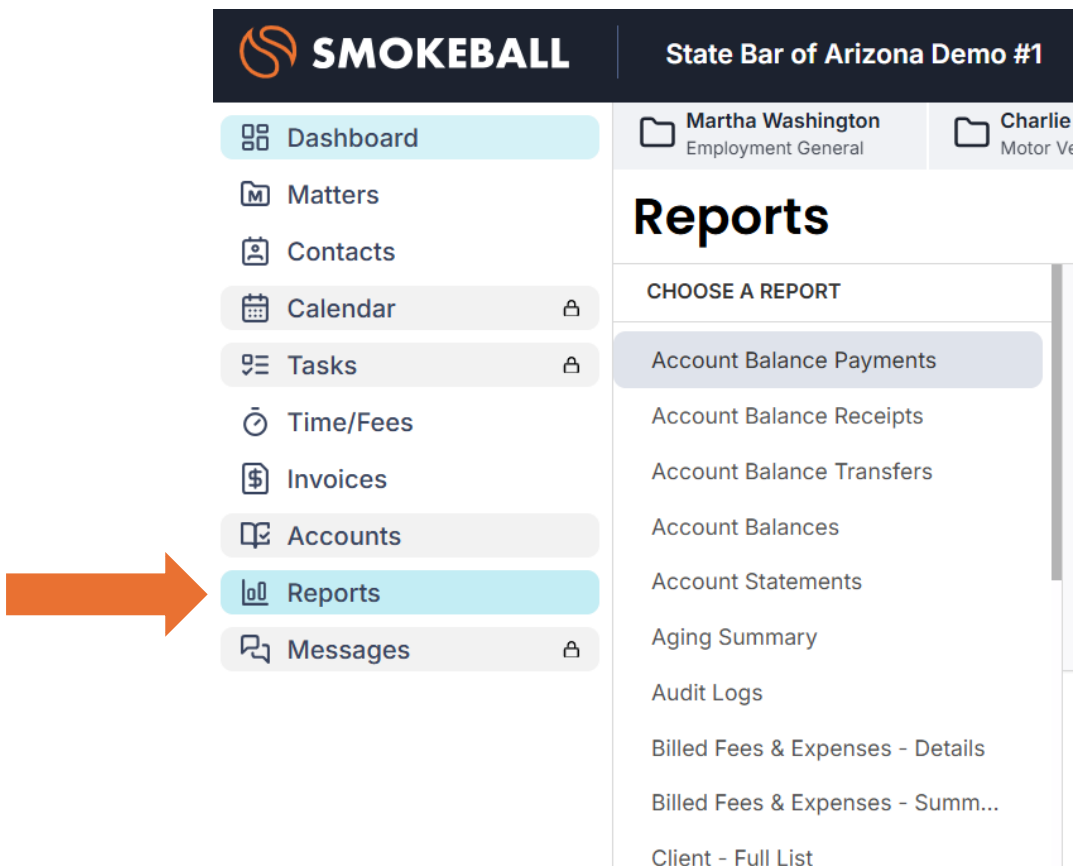 SMOKEBALL
State Bar of Arizona Demo #1
Dashboard
Matters
Contacts
Calendar
Tasks
Time/Fees
Invoices
Accounts
Reports
Messages
Martha Washington
Employment General
Charlie
Motor Ve
Reports
CHOOSE A REPORT
Account Balance Payments
Account Balance Receipts
Account Balance Transfers
Account Balances
Account Statements
Aging Summary
Audit Logs
Billed Fees & Expenses - Details
Billed Fees & Expenses - Summ...
Client - Full List